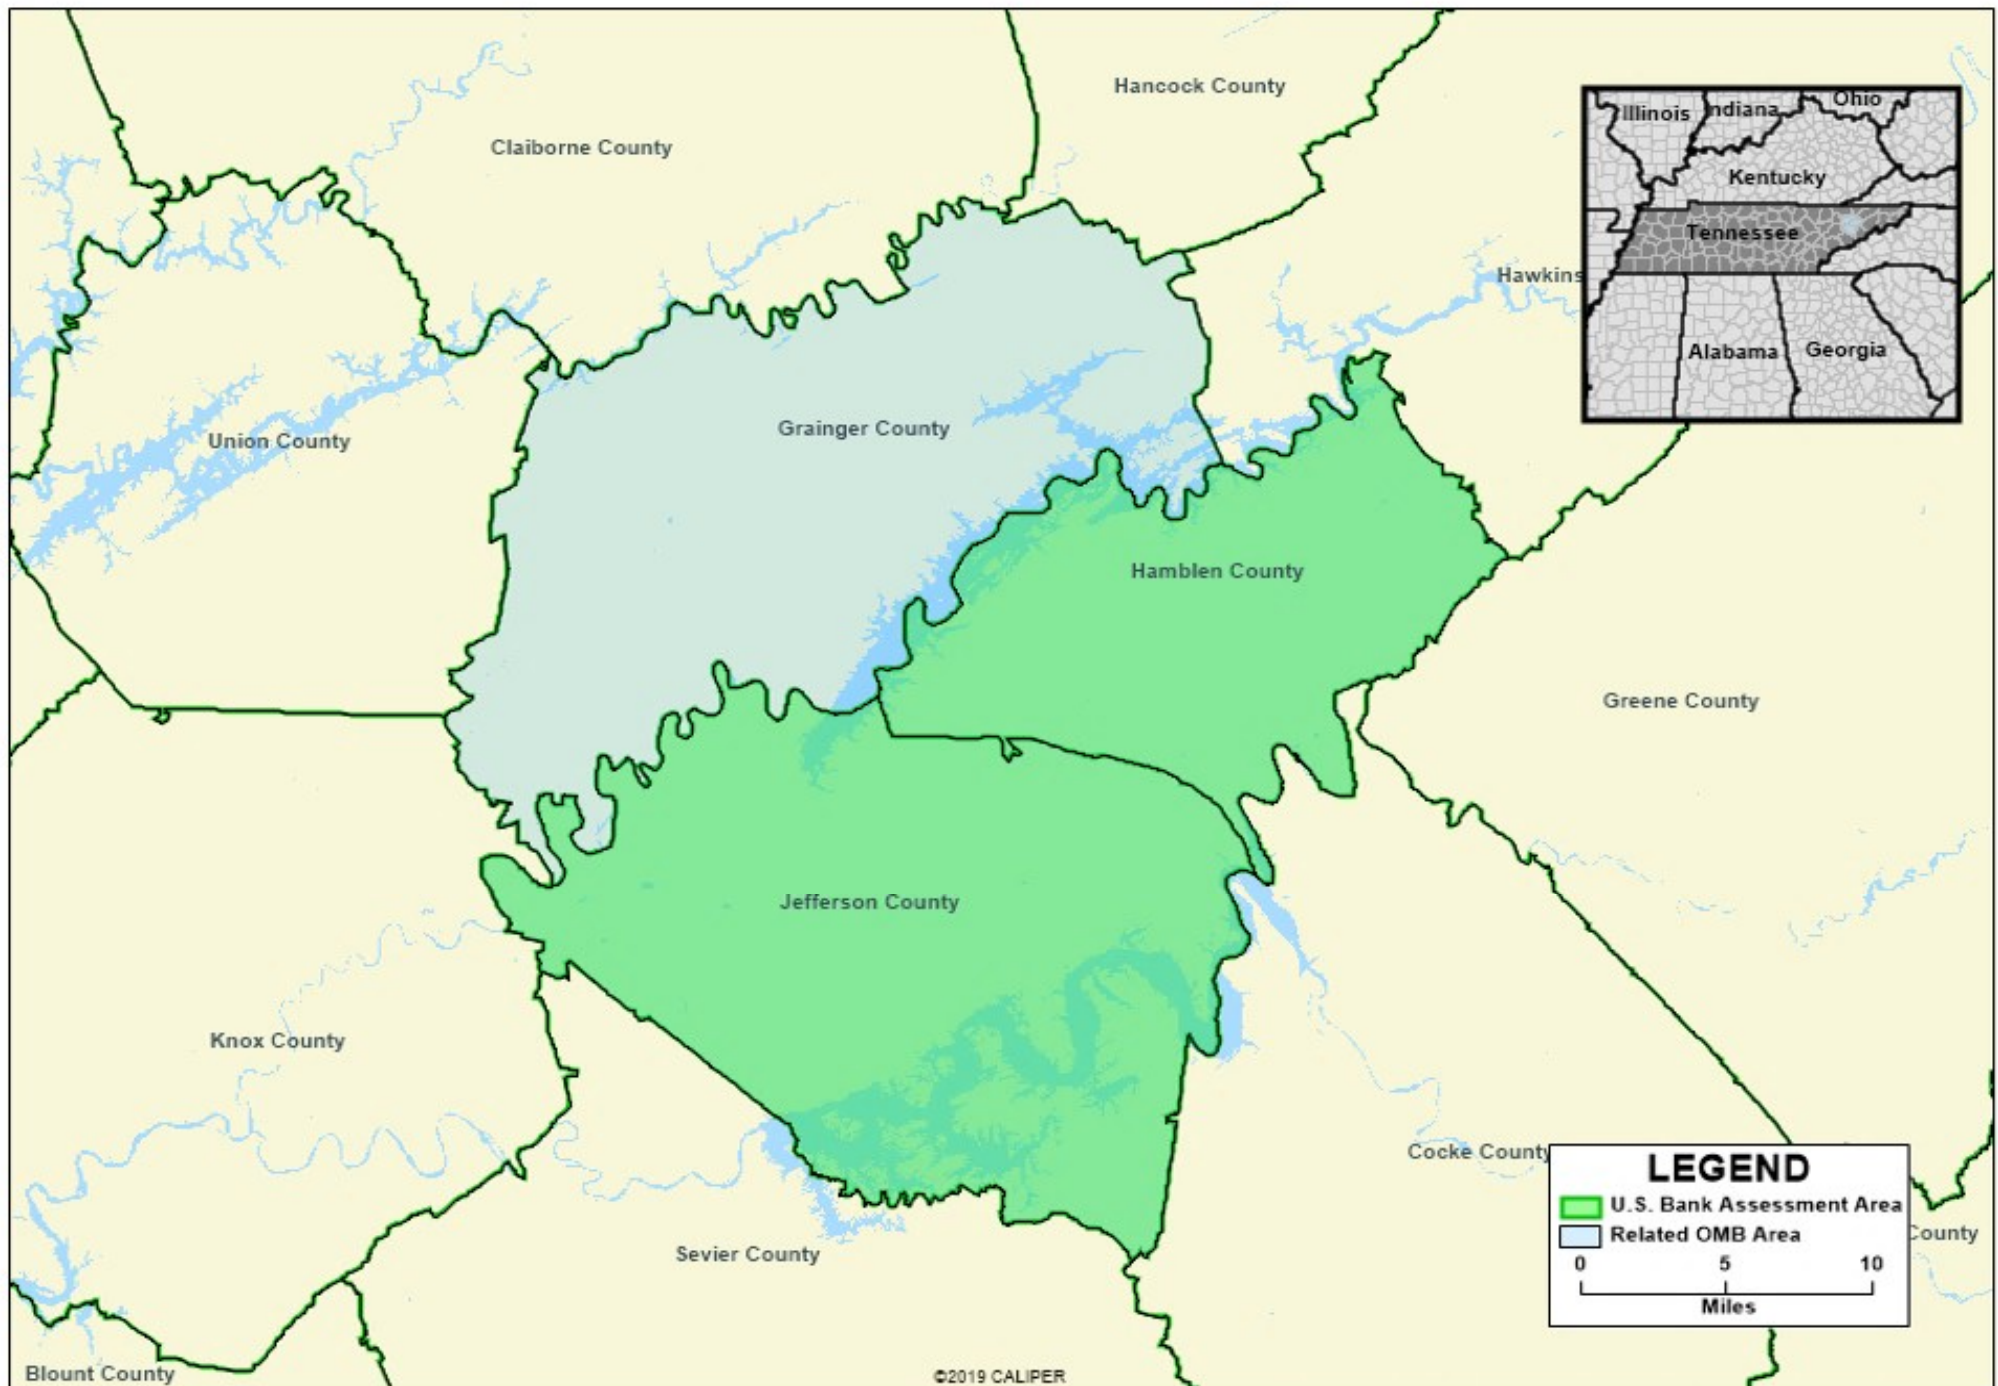 Hancock County
Claiborne County
Illinois
ndiana
Ohio
Kentucky
Tennessee
Alabama
Georgia
Hawkins
Grainger County
Union County
Hamblen County
Greene County
Jefferson County
Knox County
Cocke County
Sevier County
County
Blount County
LEGEND
U.S. Bank Assessment Area
Related OMB Area
0 5 10
Miles
©2019 CALIPER